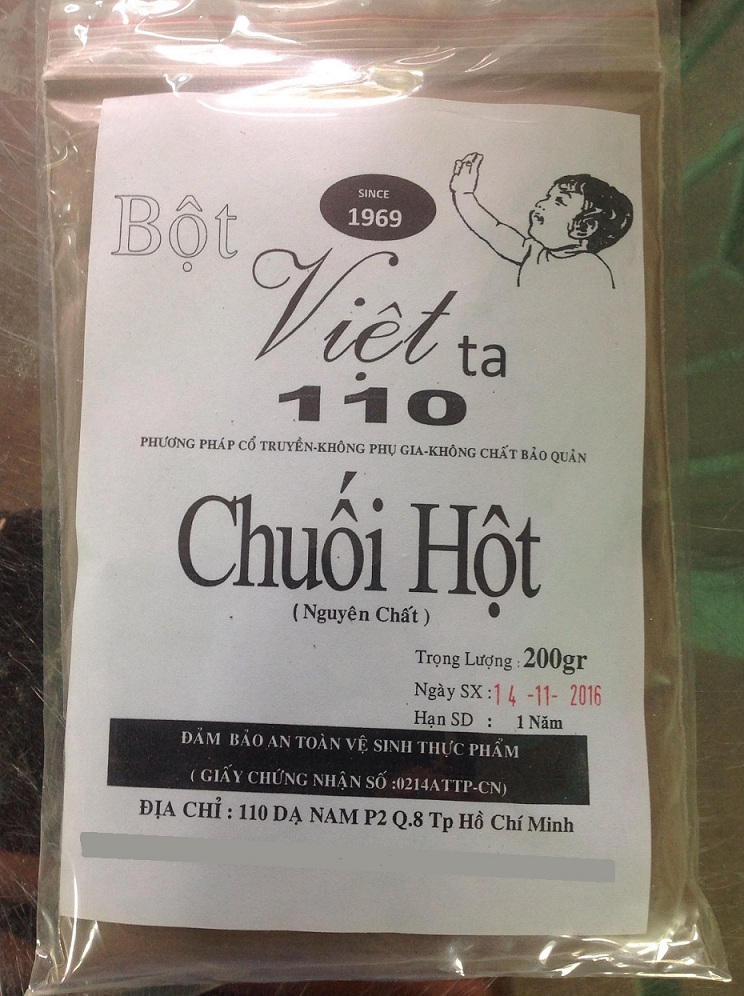 SINCE
1969
Bột
Việt ta
110
PHƯƠNG PHÁP CỔ TRUYỀN-KHÔNG PHỤ GIA-KHÔNG CHẤT BẢO QUẢN
Chuối Hột
( Nguyên Chất )
Trọng Lượng : 200gr
Ngày SX : 14 -11- 2016
Hạn SD : 1 Năm
ĐẢM BẢO AN TOÀN VỆ SINH THỰC PHẨM
( GIẤY CHỨNG NHẬN SỐ :0214ATTP-CN)
ĐỊA CHỈ : 110 DẠ NAM P2 Q.8 Tp Hồ Chí Minh